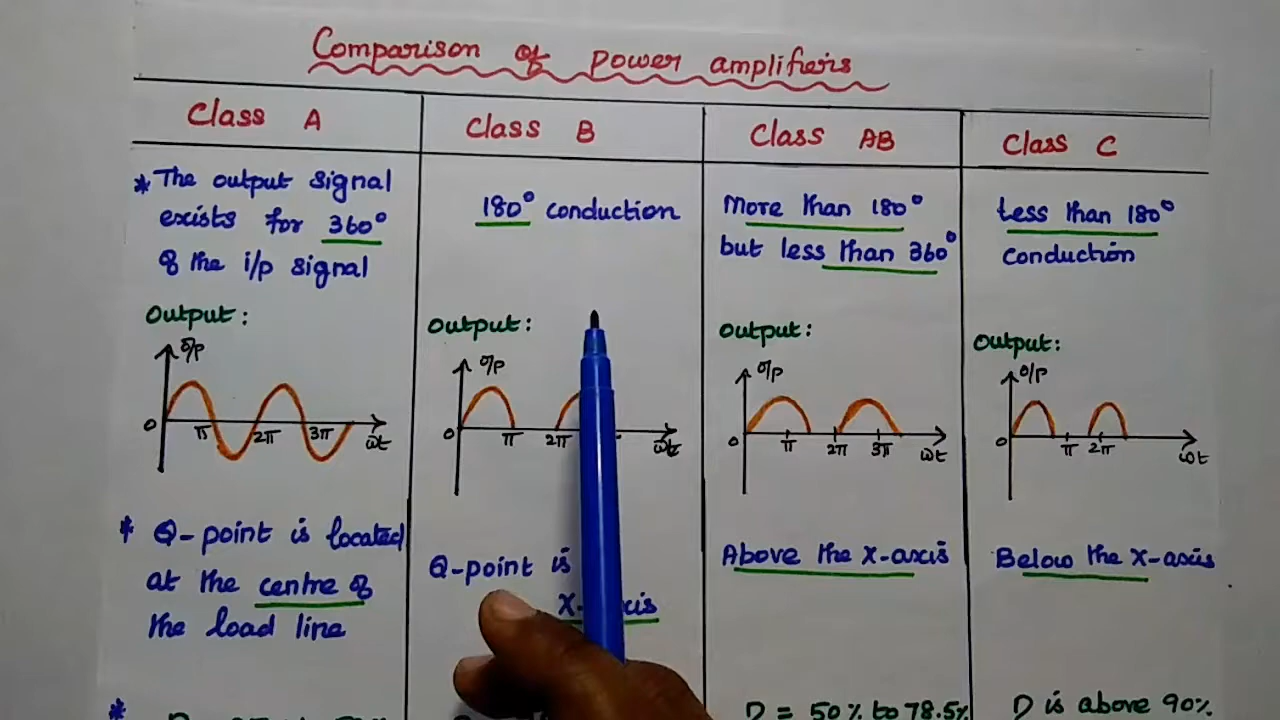 Comparison of power amplifiers
Class A
Class B
Class AB
Class C
* The output signal
exists for 360°
of the i/p signal
180° conduction
More than 180°
but less than 360°
Less than 180°
conduction
Output:
O/p
0
π
2π
3π
ωt
Output:
O/p
0
π
2π
ωt
Output:
O/p
0
π
2π
3π
ωt
Output:
O/p
0
π
2π
ωt
* Q-point is located
at the centre of
the load line
Q-point is
Above the X-axis
Below the X-axis
*
D = 50% to 78.5%
D is above 90%